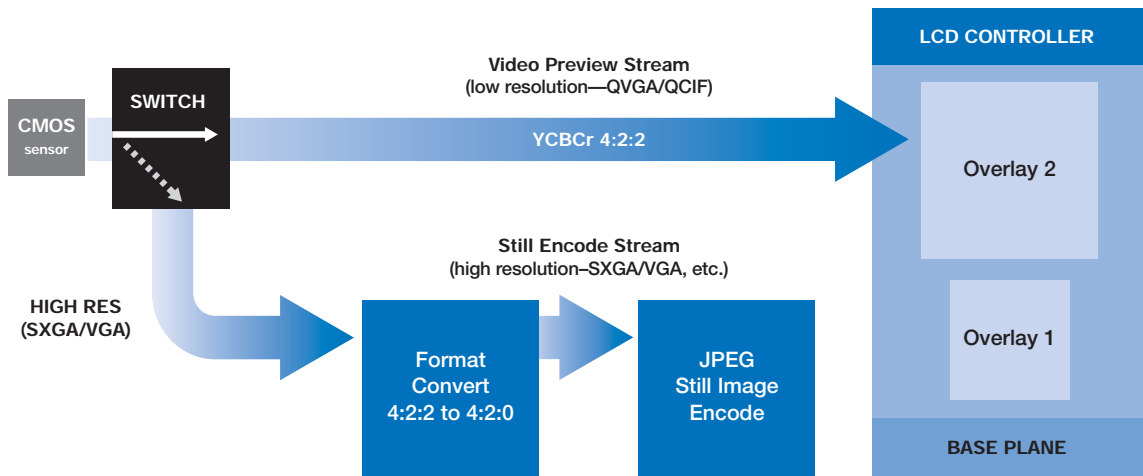 LCD CONTROLLER
Video Preview Stream
(low resolution—QVGA/QCIF)
SWITCH
CMOS
sensor
YCBCr 4:2:2
Overlay 2
Still Encode Stream
(high resolution–SXGA/VGA, etc.)
HIGH RES
(SXGA/VGA)
Format
Convert
4:2:2 to 4:2:0
JPEG
Still Image
Encode
Overlay 1
BASE PLANE